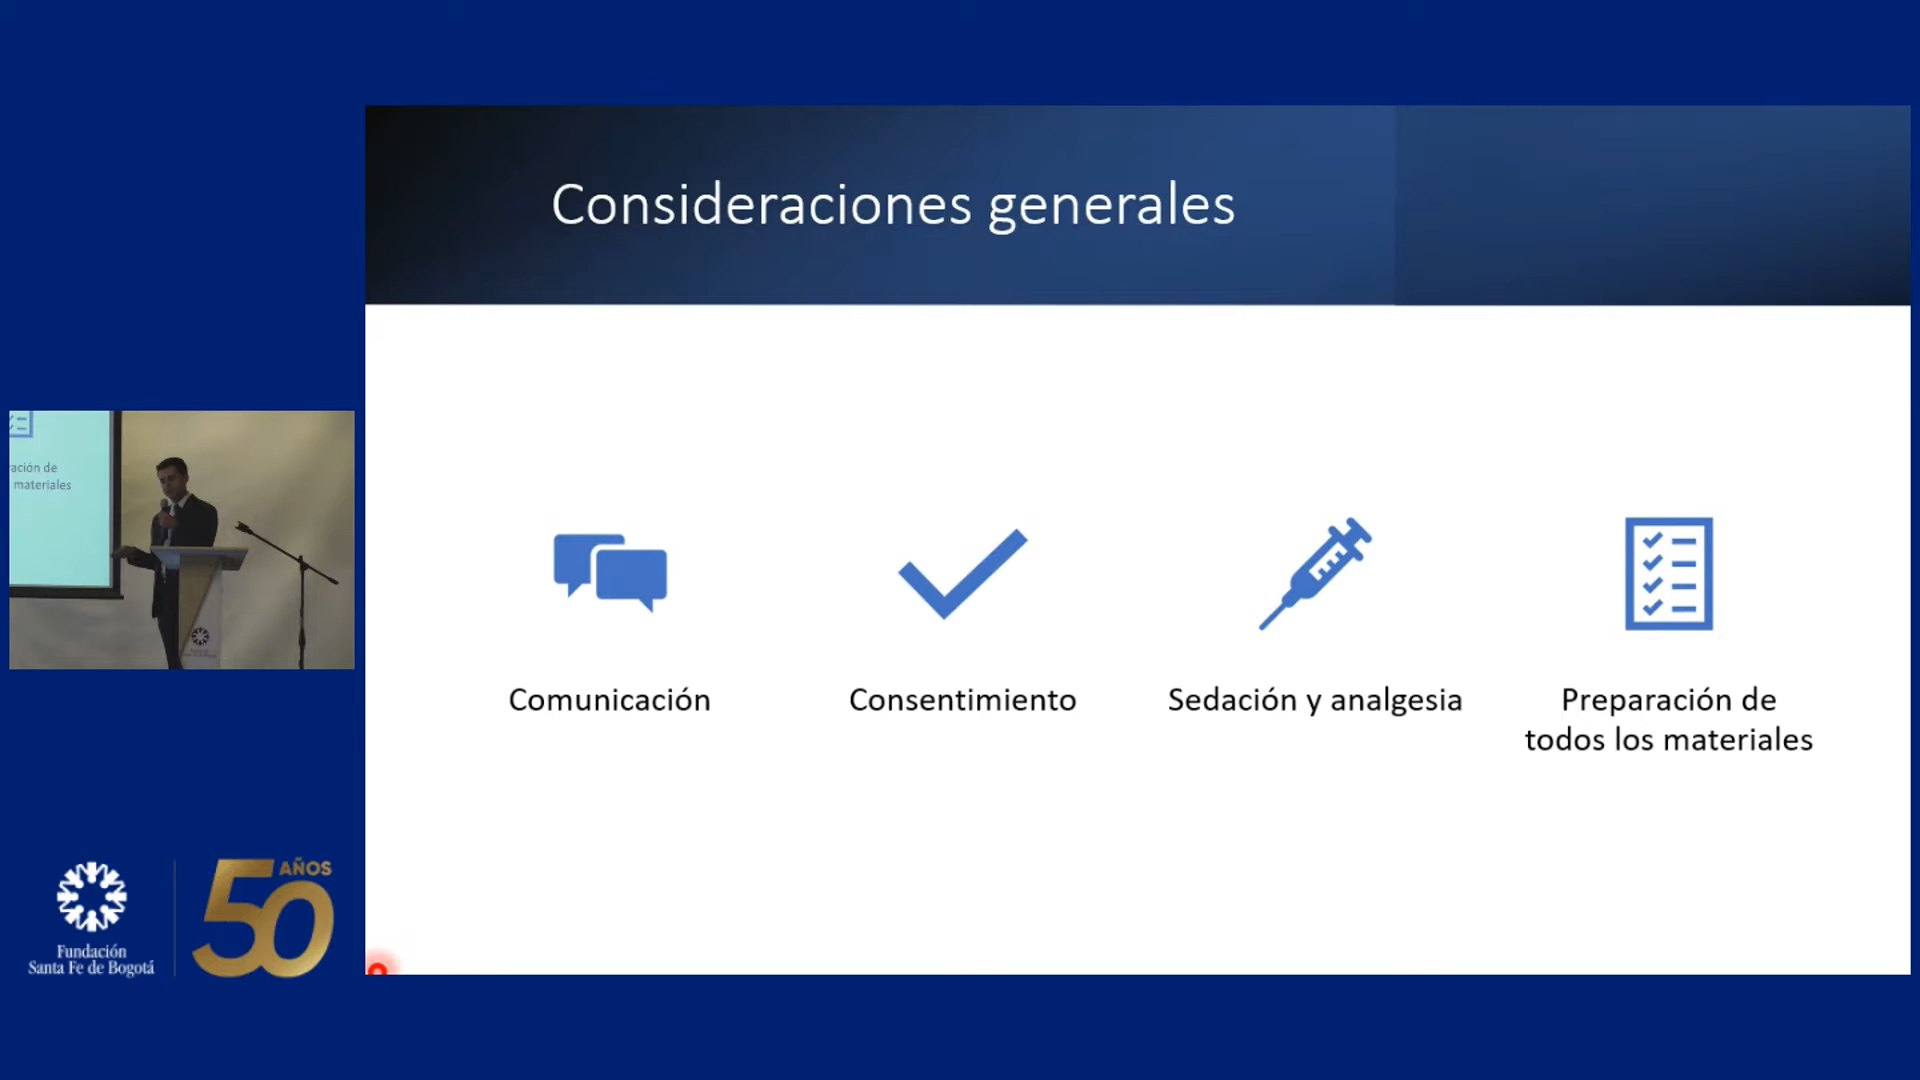 Consideraciones generales
ración de
materiales
Comunicación
Consentimiento
Sedación y analgesia
Preparación de
todos los materiales
Fundación
Santa Fe de Bogotá
50 AÑOS